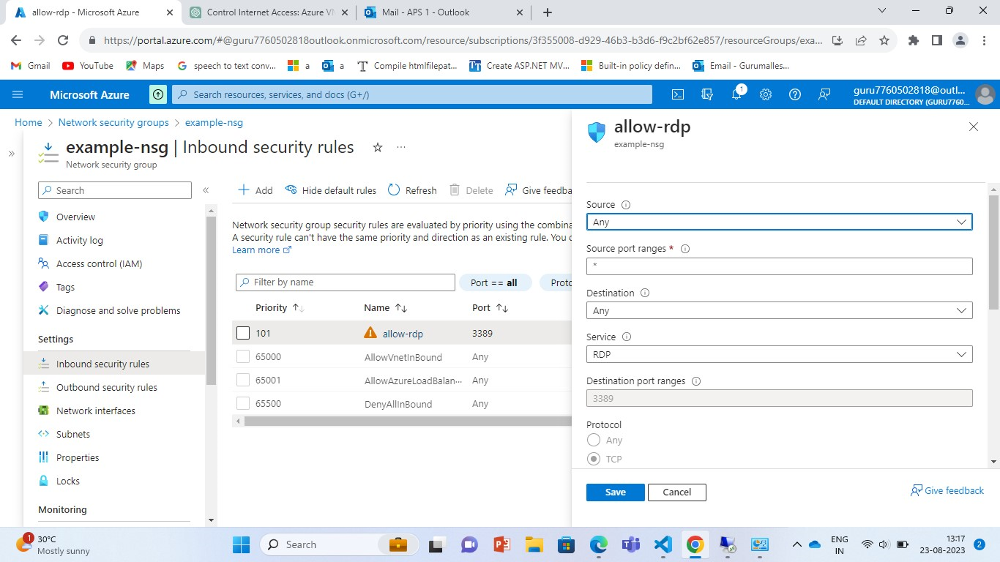 allow-rdp - Microsoft Azure
Control Internet Access: Azure VM
Mail - APS 1 - Outlook
https://portal.azure.com/#@guru7760502818outlook.onmicrosoft.com/resource/subscriptions/3f355008-d929-46b3-b3d6-f9c2bf62e857/resourceGroups/exa...
Gmail YouTube Maps speech to text conv... a a Compile htmlfilepat... Create ASP.NET MV... Built-in policy defin... Email - Gurumalles...
Microsoft Azure
Search resources, services, and docs (G+/)
1
guru7760502818@outl...
DEFAULT DIRECTORY (GURU7760...
Home > Network security groups > example-nsg
example-nsg | Inbound security rules
Network security group
Search
Overview
Activity log
Access control (IAM)
Tags
Diagnose and solve problems
Settings
Inbound security rules
Outbound security rules
Network interfaces
Subnets
Properties
Locks
Monitoring
Add Hide default rules Refresh Delete Give feedba
Network security group security rules are evaluated by priority using the combina
A security rule can't have the same priority and direction as an existing rule. You c
Learn more
Filter by name
Port == all
Proto
Priority Name Port
101 allow-rdp 3389
65000 AllowVnetInBound Any
65001 AllowAzureLoadBalan... Any
65500 DenyAllInBound Any
allow-rdp
example-nsg
Source
Any
Source port ranges *
*
Destination
Any
Service
RDP
Destination port ranges
3389
Protocol
Any
TCP
Save Cancel
Give feedback
1
30°C
Mostly sunny
Search
ENG
IN
13:17
23-08-2023
2